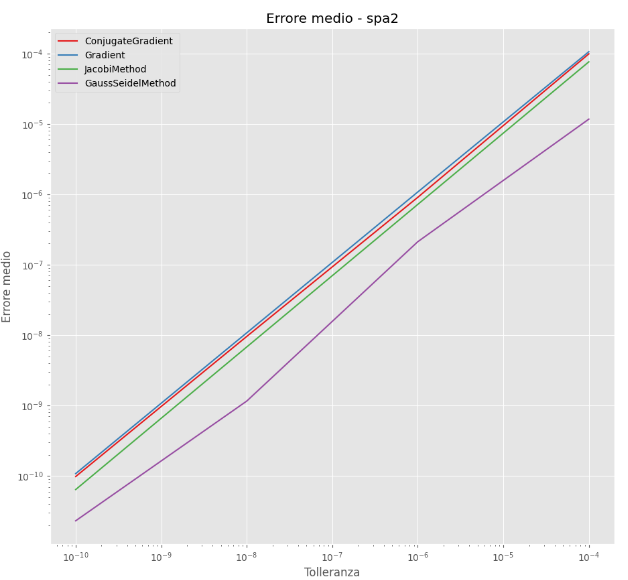 Errore medio - spa2
ConjugateGradient
Gradient
JacobiMethod
GaussSeidelMethod
10⁻⁴
10⁻⁵
10⁻⁶
10⁻⁷
10⁻⁸
10⁻⁹
10⁻¹⁰
Errore medio
10⁻¹⁰ 10⁻⁹ 10⁻⁸ 10⁻⁷ 10⁻⁶ 10⁻⁵ 10⁻⁴
Tolleranza